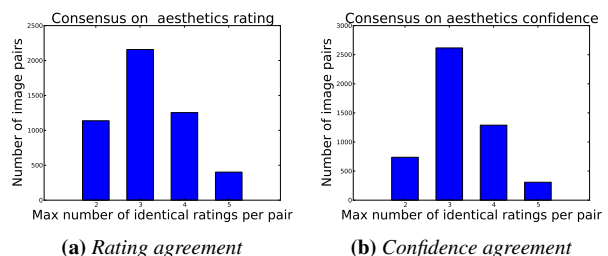 Consensus on  aesthetics rating
Number of image pairs
2500
2000
1500
1000
500
0
2 3 4 5
Max number of identical ratings per pair
(a) Rating agreement
Consensus on aesthetics confidence
Number of image pairs
3000
2500
2000
1500
1000
500
0
2 3 4 5
Max number of identical ratings per pair
(b) Confidence agreement